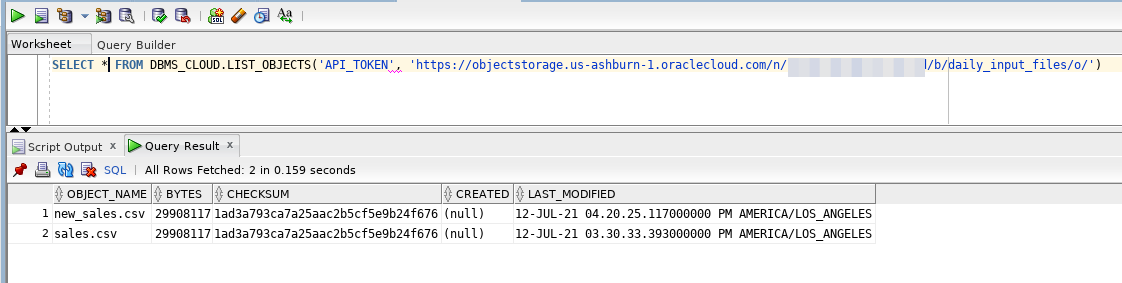 SQL
Aa
Worksheet Query Builder
SELECT * FROM DBMS_CLOUD.LIST_OBJECTS('API_TOKEN', 'https://objectstorage.us-ashburn-1.oraclecloud.com/n/ /b/daily_input_files/o/')
Script Output x Query Result x
SQL All Rows Fetched: 2 in 0.159 seconds
OBJECT_NAME BYTES CHECKSUM CREATED LAST_MODIFIED
1 new_sales.csv 29908117 1ad3a793ca7a25aac2b5cf5e9b24f676 (null) 12-JUL-21 04.20.25.117000000 PM AMERICA/LOS_ANGELES
2 sales.csv 29908117 1ad3a793ca7a25aac2b5cf5e9b24f676 (null) 12-JUL-21 03.30.33.393000000 PM AMERICA/LOS_ANGELES